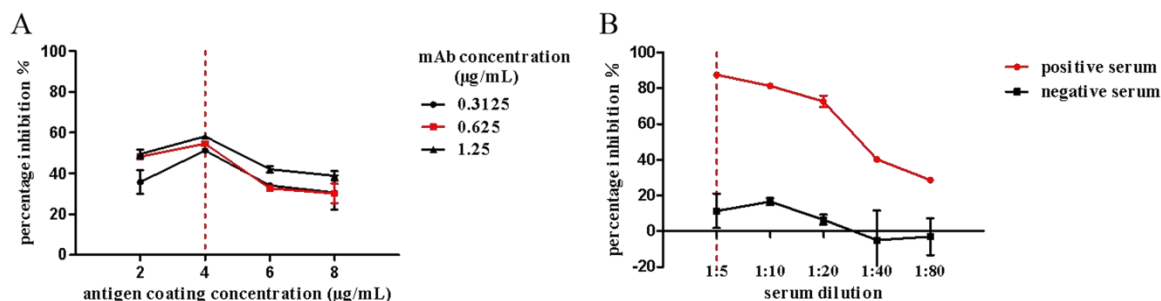 A
percentage inhibition %
100
80
60
40
20
0
2
4
6
8
antigen coating concentration (μg/mL)
mAb concentration
(μg/mL)
0.3125
0.625
1.25
B
percentage inhibition %
100
80
60
40
20
0
-20
1:5
1:10
1:20
1:40
1:80
serum dilution
positive serum
negative serum